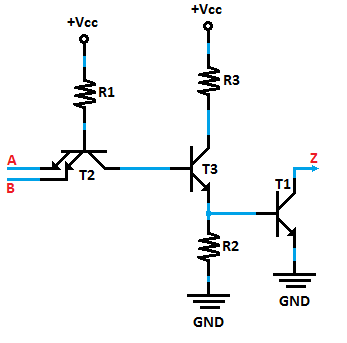 +Vcc
+Vcc
R1
R3
A
B
T2
T3
T1
Z
R2
GND
GND